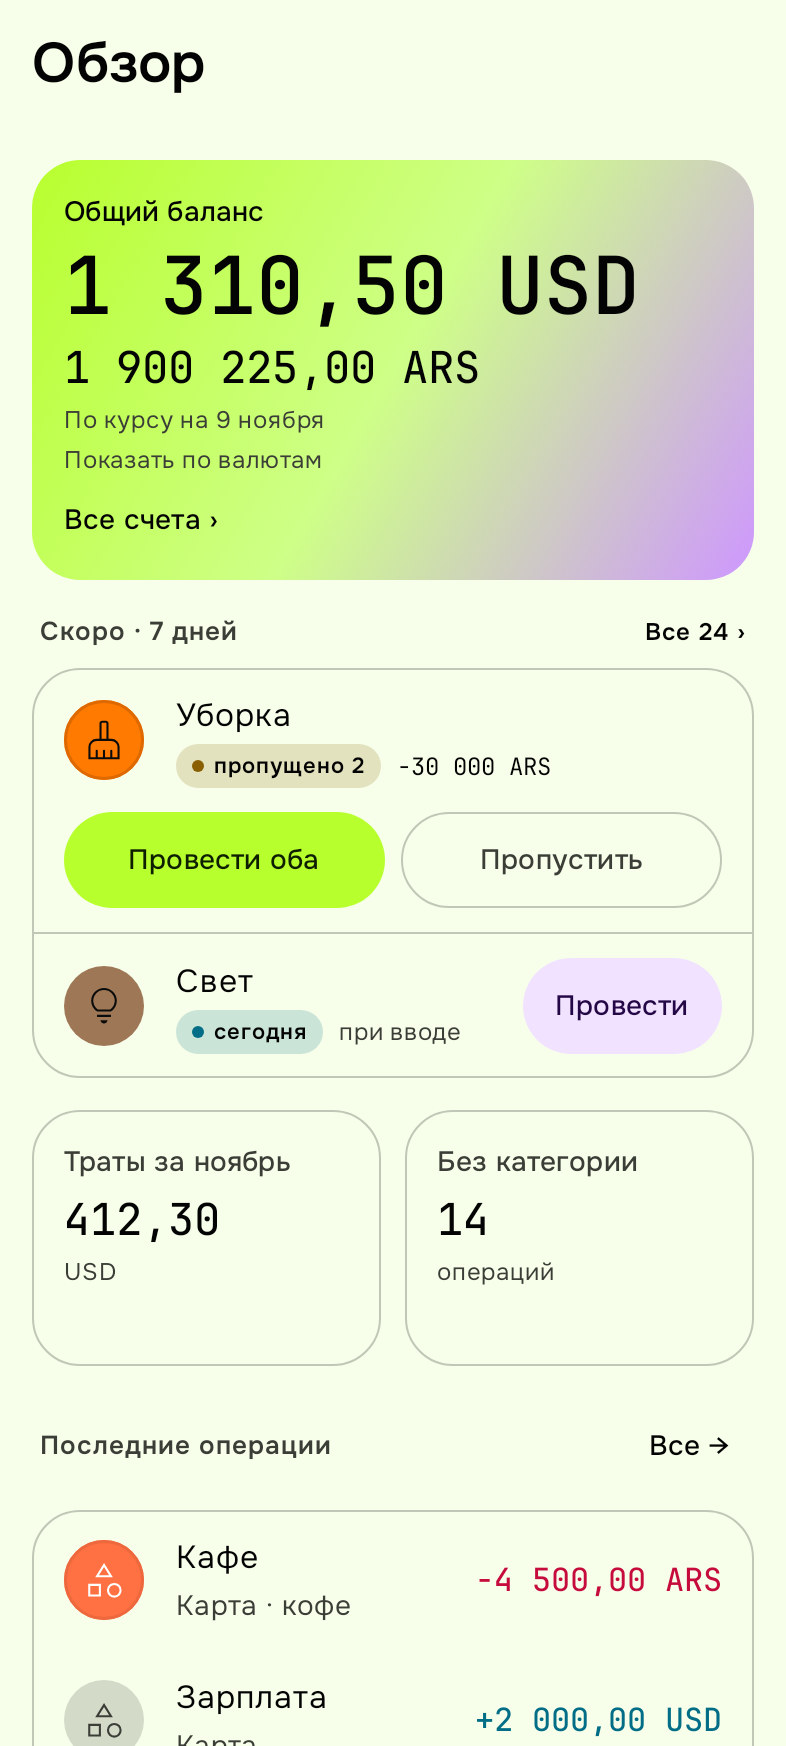 Обзор
Общий баланс
1 310,50 USD
1 900 225,00 ARS
По курсу на 9 ноября
Показать по валютам
Все счета ›
Скоро · 7 дней
Все 24 ›
Уборка
пропущено 2
-30 000 ARS
Провести оба
Пропустить
Свет
сегодня
при вводе
Провести
Траты за ноябрь
412,30
USD
Без категории
14
операций
Последние операции
Все →
Кафе
Карта · кофе
-4 500,00 ARS
Зарплата
+2 000,00 USD
Карта